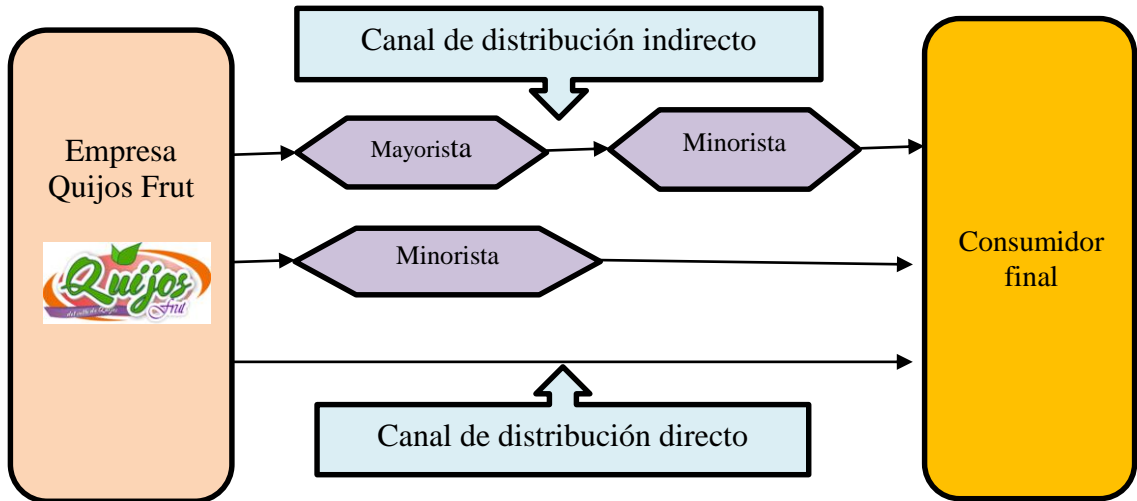 Canal de distribución indirecto
Empresa
Quijos Frut
Mayorista
Minorista
Quijos
Frut
Minorista
Consumidor
final
Canal de distribución directo